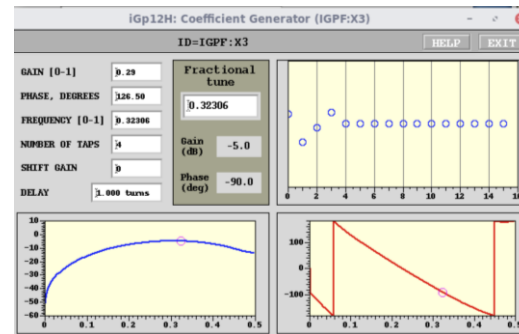 iGp12H: Coefficient Generator (IGPF:X3)
ID=IGPF:X3
HELP
EXIT
GAIN [0-1]
0.29
PHASE, DEGREES
126.50
FREQUENCY [0-1]
0.32306
NUMBER OF TAPS
4
SHIFT GAIN
0
DELAY
1.000 turns
Fractional
tune
0.32306
Gain
(dB)
-5.0
Phase
(deg)
-90.0
0 2 4 6 8 10 12 14 16
10
0
-10
-20
-30
-40
-50
-60
0 0.1 0.2 0.3 0.4 0.5
100
0
-100
0 0.1 0.2 0.3 0.4